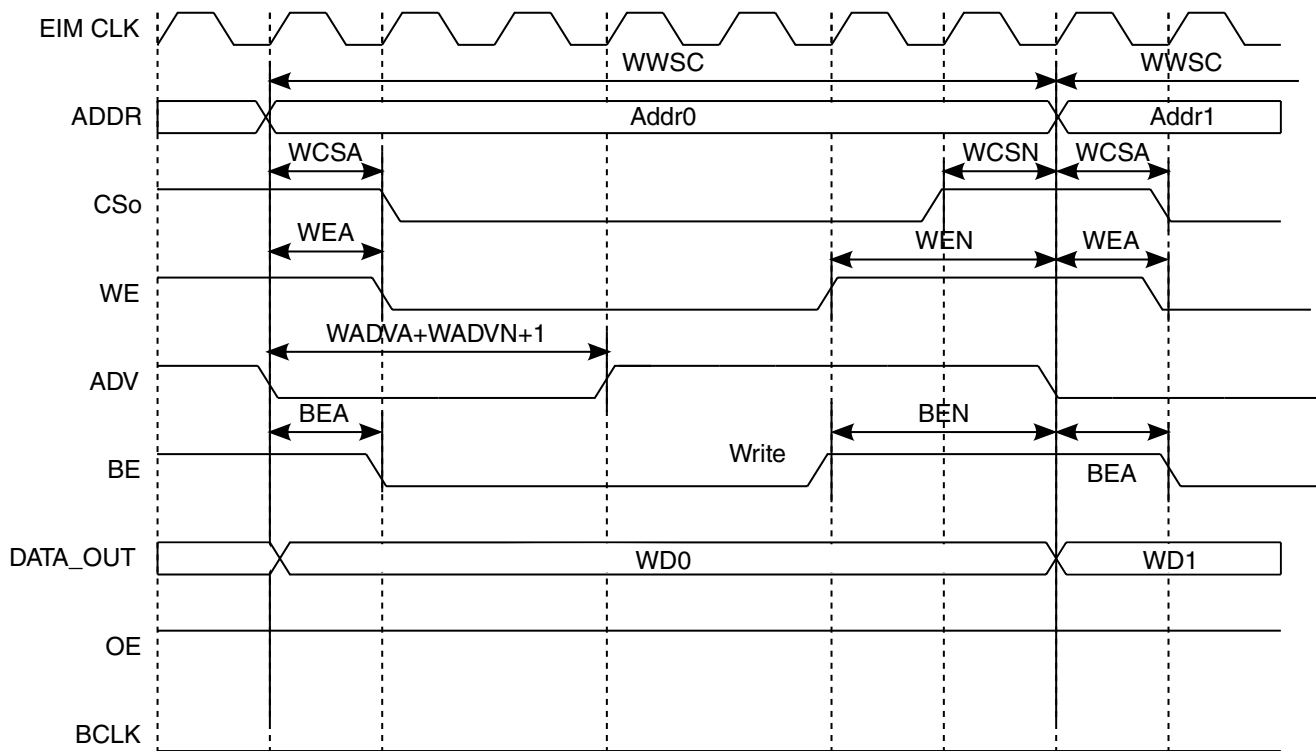 EIM CLK
WWSC WWSC
ADDR Addr0 Addr1
WCSA WCSN WCSA
CSo
WEA WEN WEA
WE
WADVA+WADVN+1
ADV
BEA BEN
BE Write BEA
DATA_OUT WD0 WD1
OE
BCLK